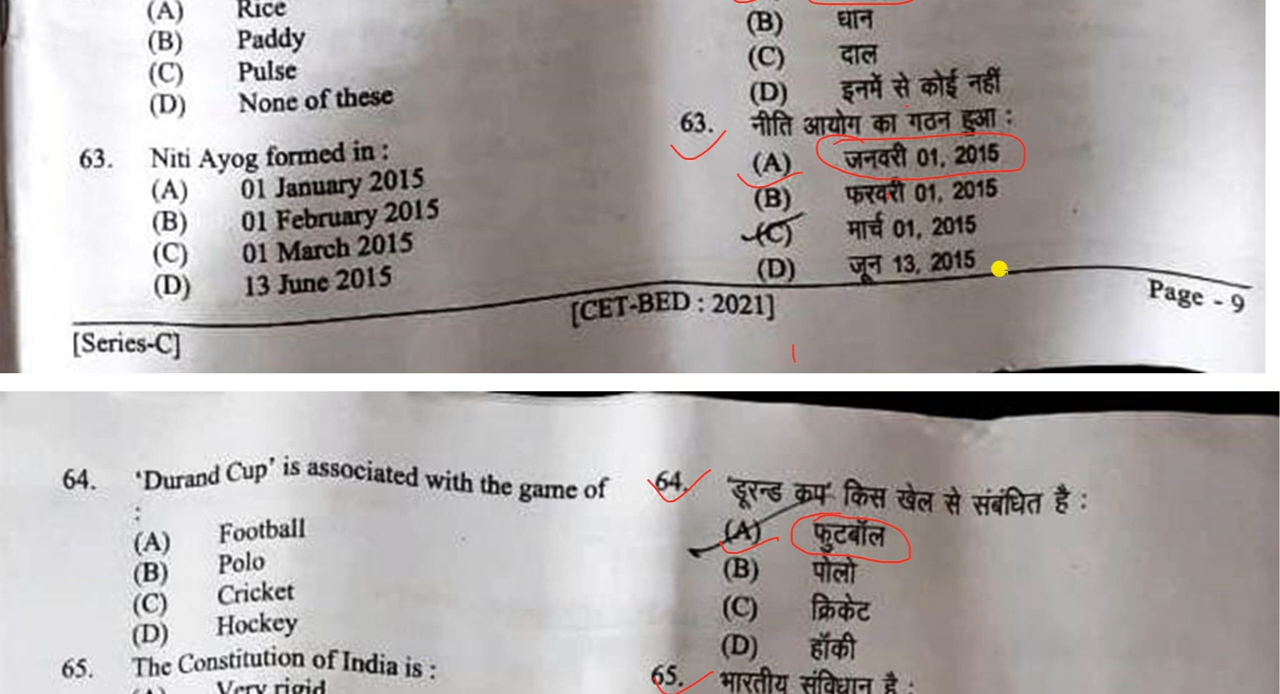 (A) Rice
(B) Paddy
(C) Pulse
(D) None of these
63. Niti Ayog formed in :
(A) 01 January 2015
(B) 01 February 2015
(C) 01 March 2015
(D) 13 June 2015
(B) धान
(C) दाल
(D) इनमें से कोई नहीं
63. नीति आयोग का गठन हुआ :
(A) जनवरी 01, 2015
(B) फरवरी 01, 2015
(C) मार्च 01, 2015
(D) जून 13, 2015
[Series-C]
[CET-BED : 2021]
Page - 9
64. ‘Durand Cup’ is associated with the game of
:
(A) Football
(B) Polo
(C) Cricket
(D) Hockey
65. The Constitution of India is :
Very rigid
64. डूरन्ड कप किस खेल से संबंधित है :
(A) फुटबॉल
(B) पोलो
(C) क्रिकेट
(D) हॉकी
65. भारतीय संविधान है :